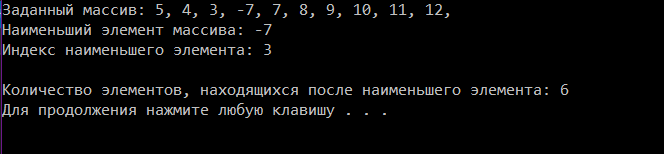 Заданный массив: 5, 4, 3, -7, 7, 8, 9, 10, 11, 12,
Наименьший элемент массива: -7
Индекс наименьшего элемента: 3
Количество элементов, находящихся после наименьшего элемента: 6
Для продолжения нажмите любую клавишу . . .